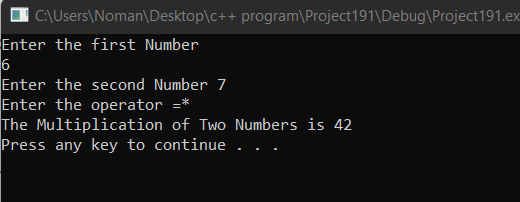 C:\Users\Noman\Desktop\c++ program\Project191\Debug\Project191.ex
Enter the first Number
6
Enter the second Number 7
Enter the operator =*
The Multiplication of Two Numbers is 42
Press any key to continue . . .